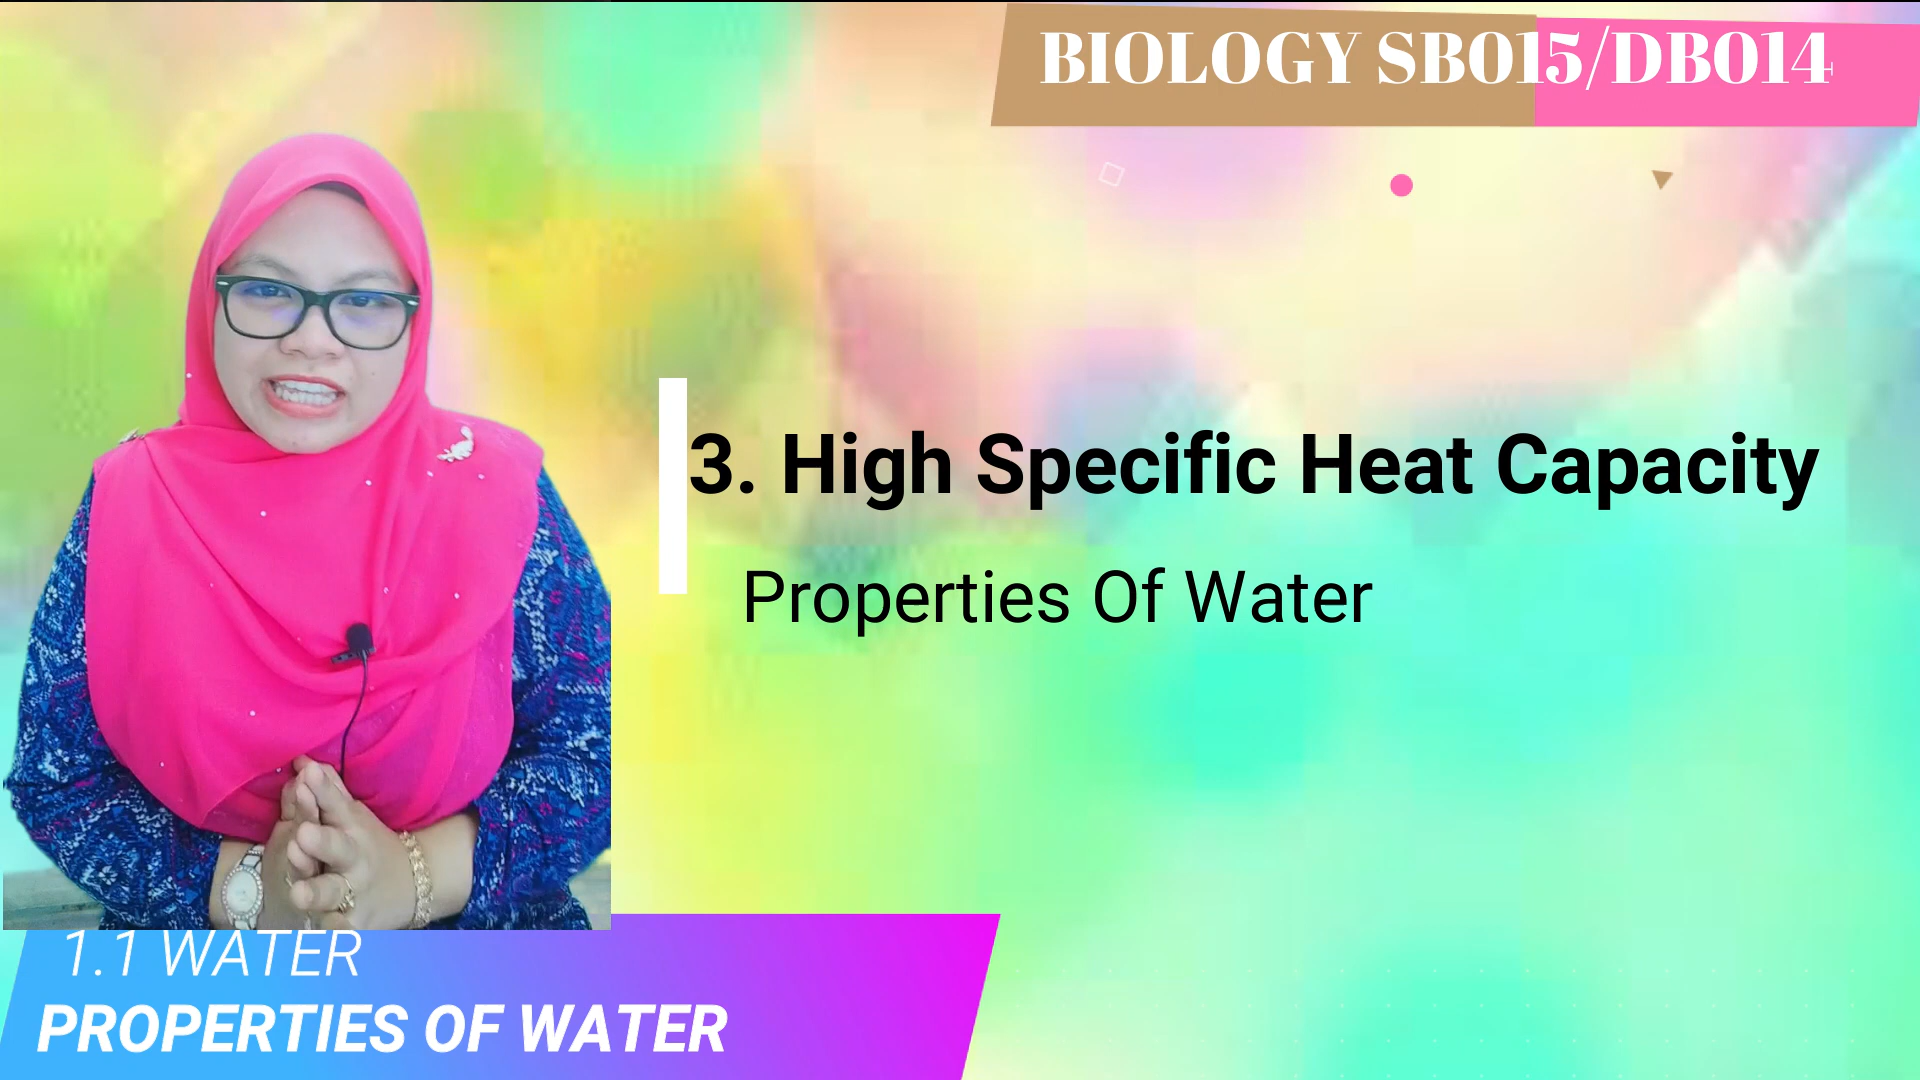 BIOLOGY SB015/DB014
3. High Specific Heat Capacity
Properties Of Water
1.1 WATER
PROPERTIES OF WATER